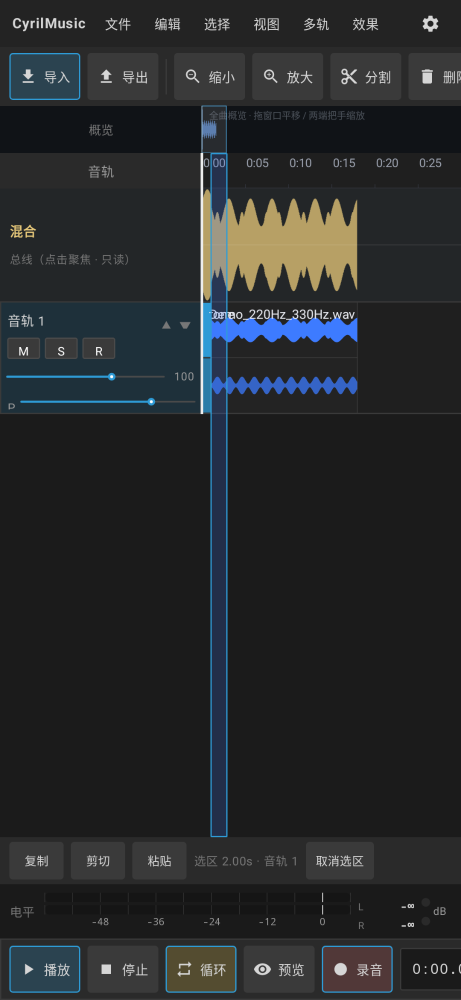 CyrilMusic 文件 编辑 选择 视图 多轨 效果
导入 导出 缩小 放大 分割
概览 全曲概览 · 拖窗口平移 / 两端把手缩放
音轨 0:00 0:05 0:10 0:15 0:20 0:25
混合
总线（点击聚焦 · 只读）
音轨 1
M S R
100
P
复制 剪切 粘贴 选区 2.00s · 音轨 1 取消选区
电平 -48 -36 -24 -12 0
L -∞ dB
R -∞
播放 停止 循环 预览 录音 0:00.0